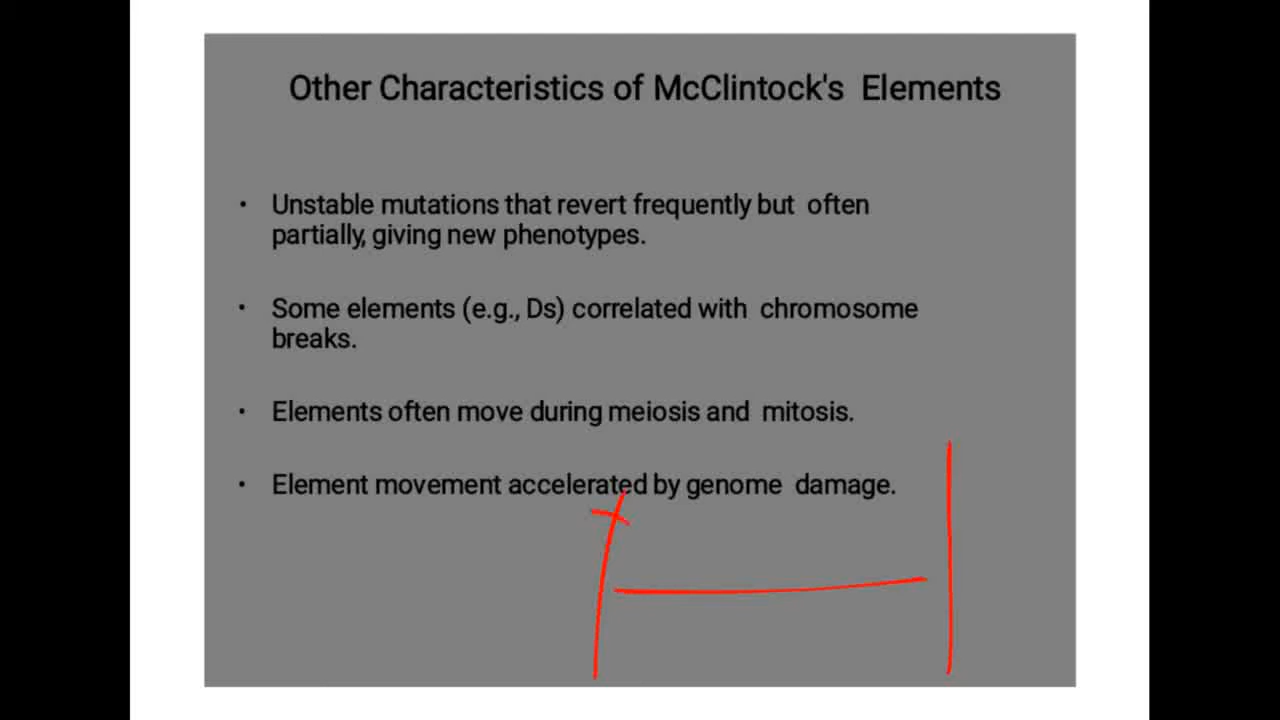 Other Characteristics of McClintock's Elements
• Unstable mutations that revert frequently but often
partially, giving new phenotypes.
• Some elements (e.g., Ds) correlated with chromosome
breaks.
• Elements often move during meiosis and mitosis.
• Element movement accelerated by genome damage.